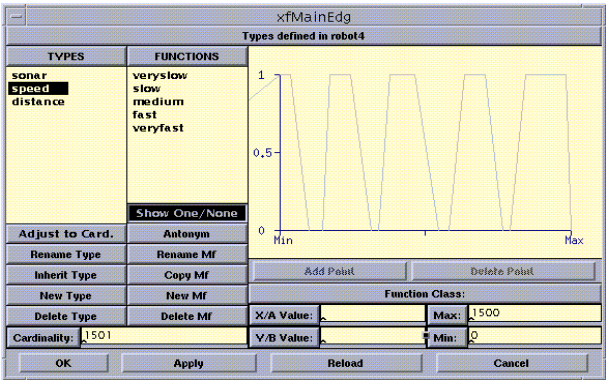 xfMainEdg
Types defined in robot4
TYPES
FUNCTIONS
sonar
speed
distance
veryslow
slow
medium
fast
veryfast
1
0.5
0
Min
Max
Show One/None
Adjust to Card.
Antonym
Rename Type
Rename Mf
Inherit Type
Copy Mf
New Type
New Mf
Delete Type
Delete Mf
Add Point
Delete Point
Function Class:
X/A Value:
Max: 1500
Cardinality: 1501
Y/B Value:
Min: 0
OK
Apply
Reload
Cancel